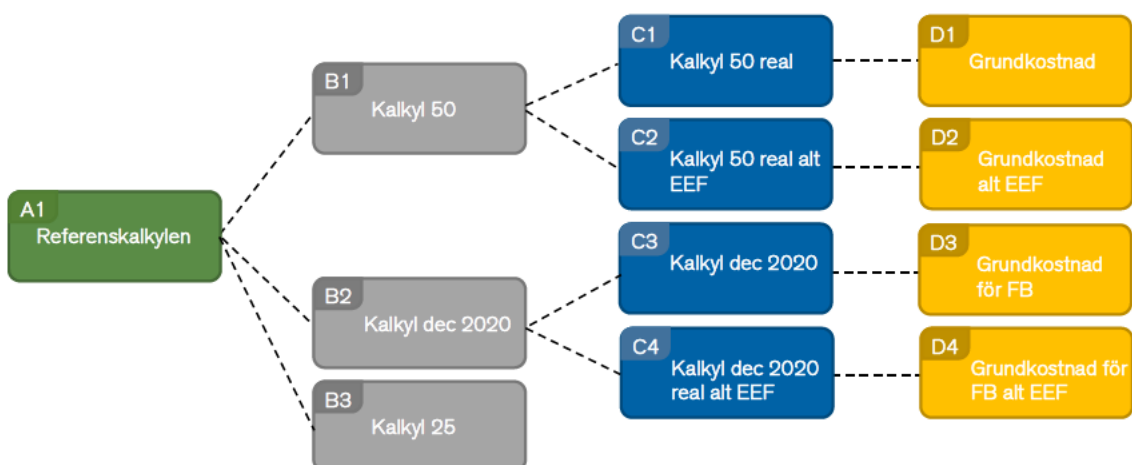 A1
Referenskalkylen
B1
Kalkyl 50
B2
Kalkyl dec 2020
B3
Kalkyl 25
C1
Kalkyl 50 real
C2
Kalkyl 50 real alt
EEF
C3
Kalkyl dec 2020
C4
Kalkyl dec 2020
real alt EEF
D1
Grundkostnad
D2
Grundkostnad
alt EEF
D3
Grundkostnad
för FB
D4
Grundkostnad för
FB alt EEF